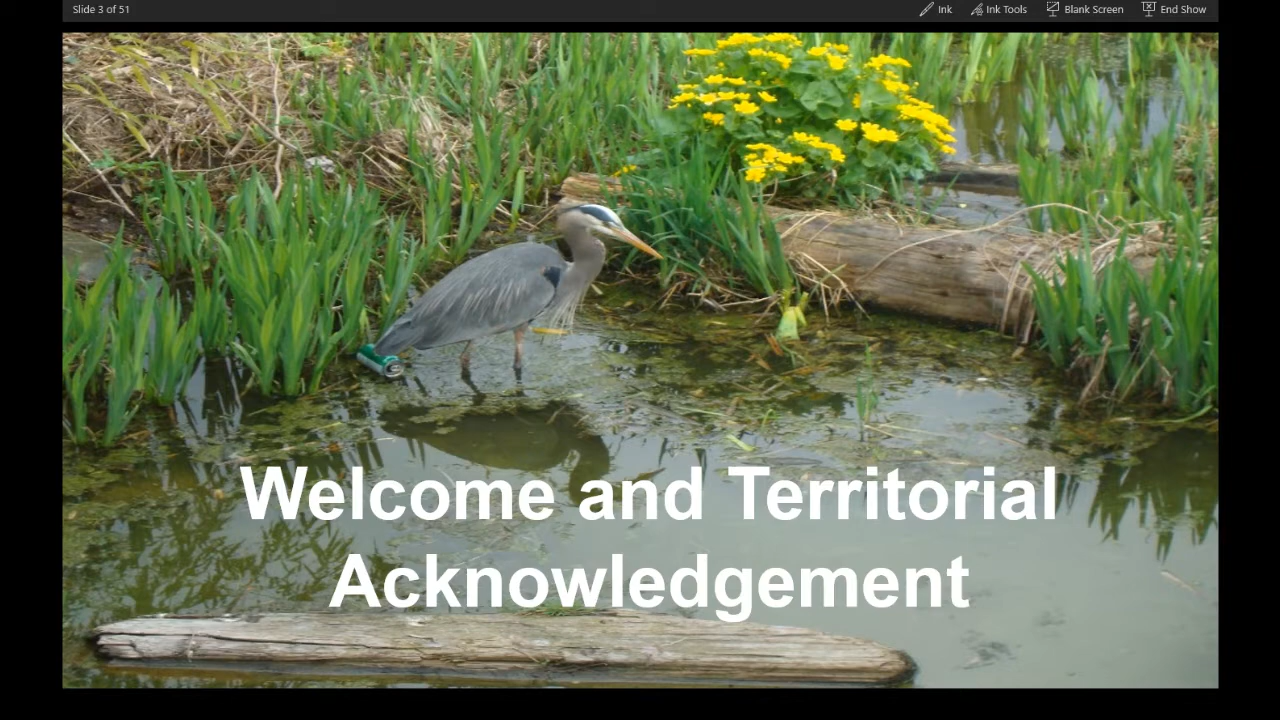 Slide 3 of 51
Ink
Ink Tools
Blank Screen
End Show
Welcome and Territorial
Acknowledgement